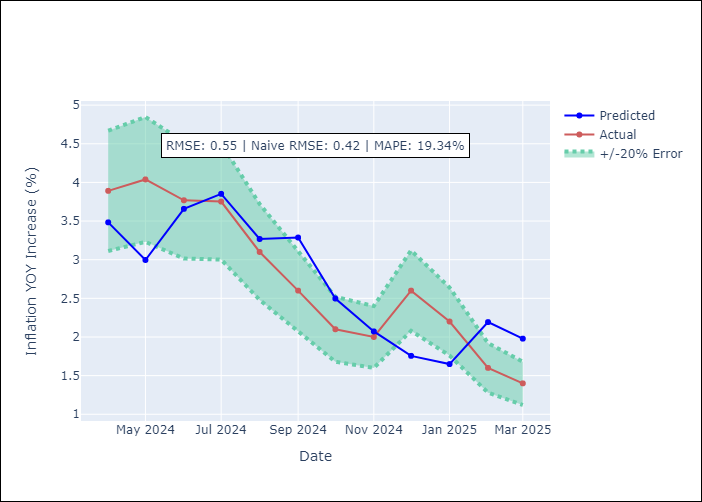 RMSE: 0.55 | Naive RMSE: 0.42 | MAPE: 19.34%
Predicted
Actual
+/-20% Error
Inflation YOY Increase (%)
5
4.5
4
3.5
3
2.5
2
1.5
1
May 2024
Jul 2024
Sep 2024
Nov 2024
Jan 2025
Mar 2025
Date